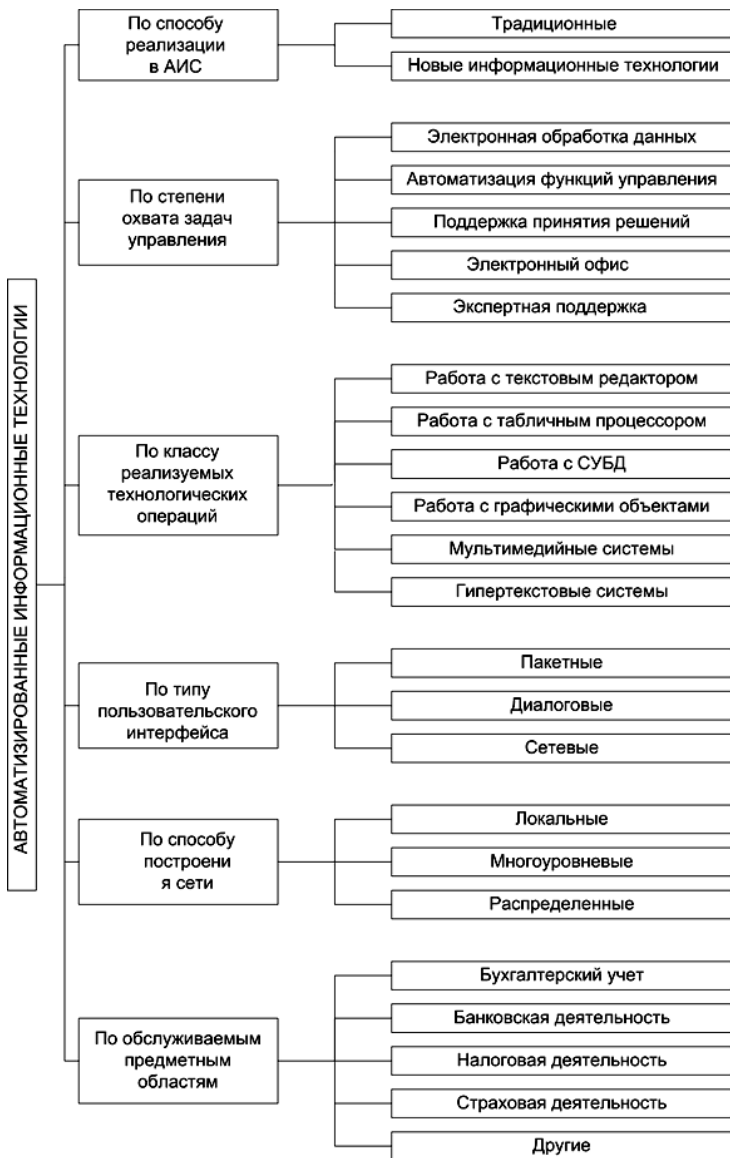 АВТОМАТИЗИРОВАННЫЕ ИНФОРМАЦИОННЫЕ ТЕХНОЛОГИИ
По способу
реализации
в АИС
Традиционные
Новые информационные технологии
По степени
охвата задач
управления
Электронная обработка данных
Автоматизация функций управления
Поддержка принятия решений
Электронный офис
Экспертная поддержка
По классу
реализуемых
технологических
операций
Работа с текстовым редактором
Работа с табличным процессором
Работа с СУБД
Работа с графическими объектами
Мультимедийные системы
Гипертекстовые системы
По типу
пользовательского
интерфейса
Пакетные
Диалоговые
Сетевые
По способу
построени
я сети
Локальные
Многоуровневые
Распределенные
По обслуживаемым
предметным
областям
Бухгалтерский учет
Банковская деятельность
Налоговая деятельность
Страховая деятельность
Другие